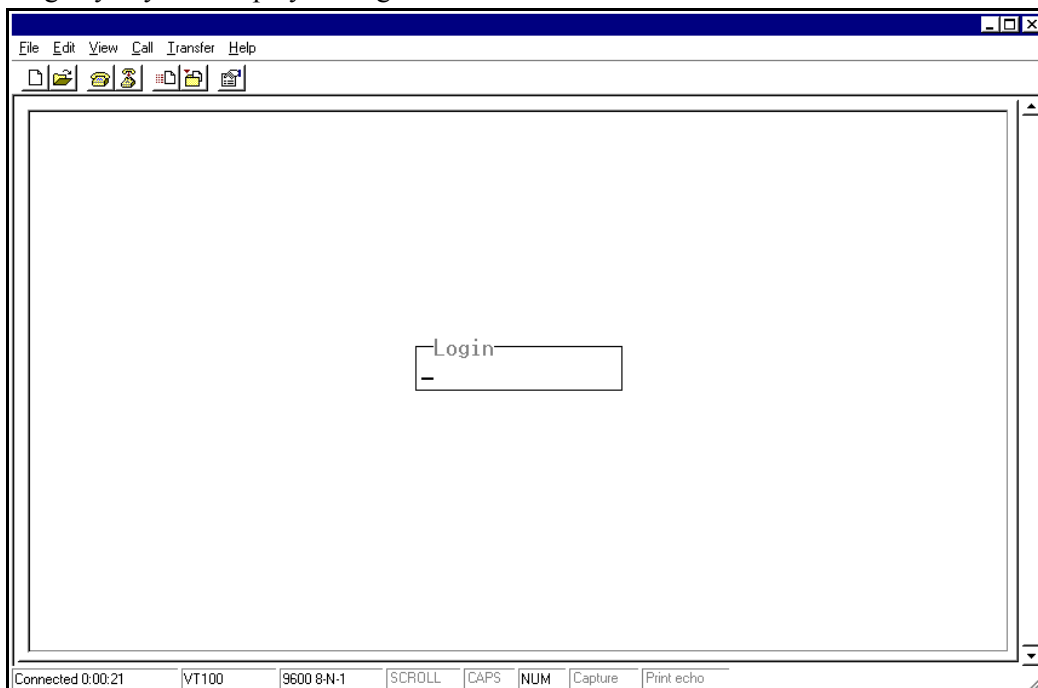 File Edit View Call Transfer Help
Login
Connected 0:00:21 VT100 9600 8-N-1 SCROLL CAPS NUM Capture Print echo